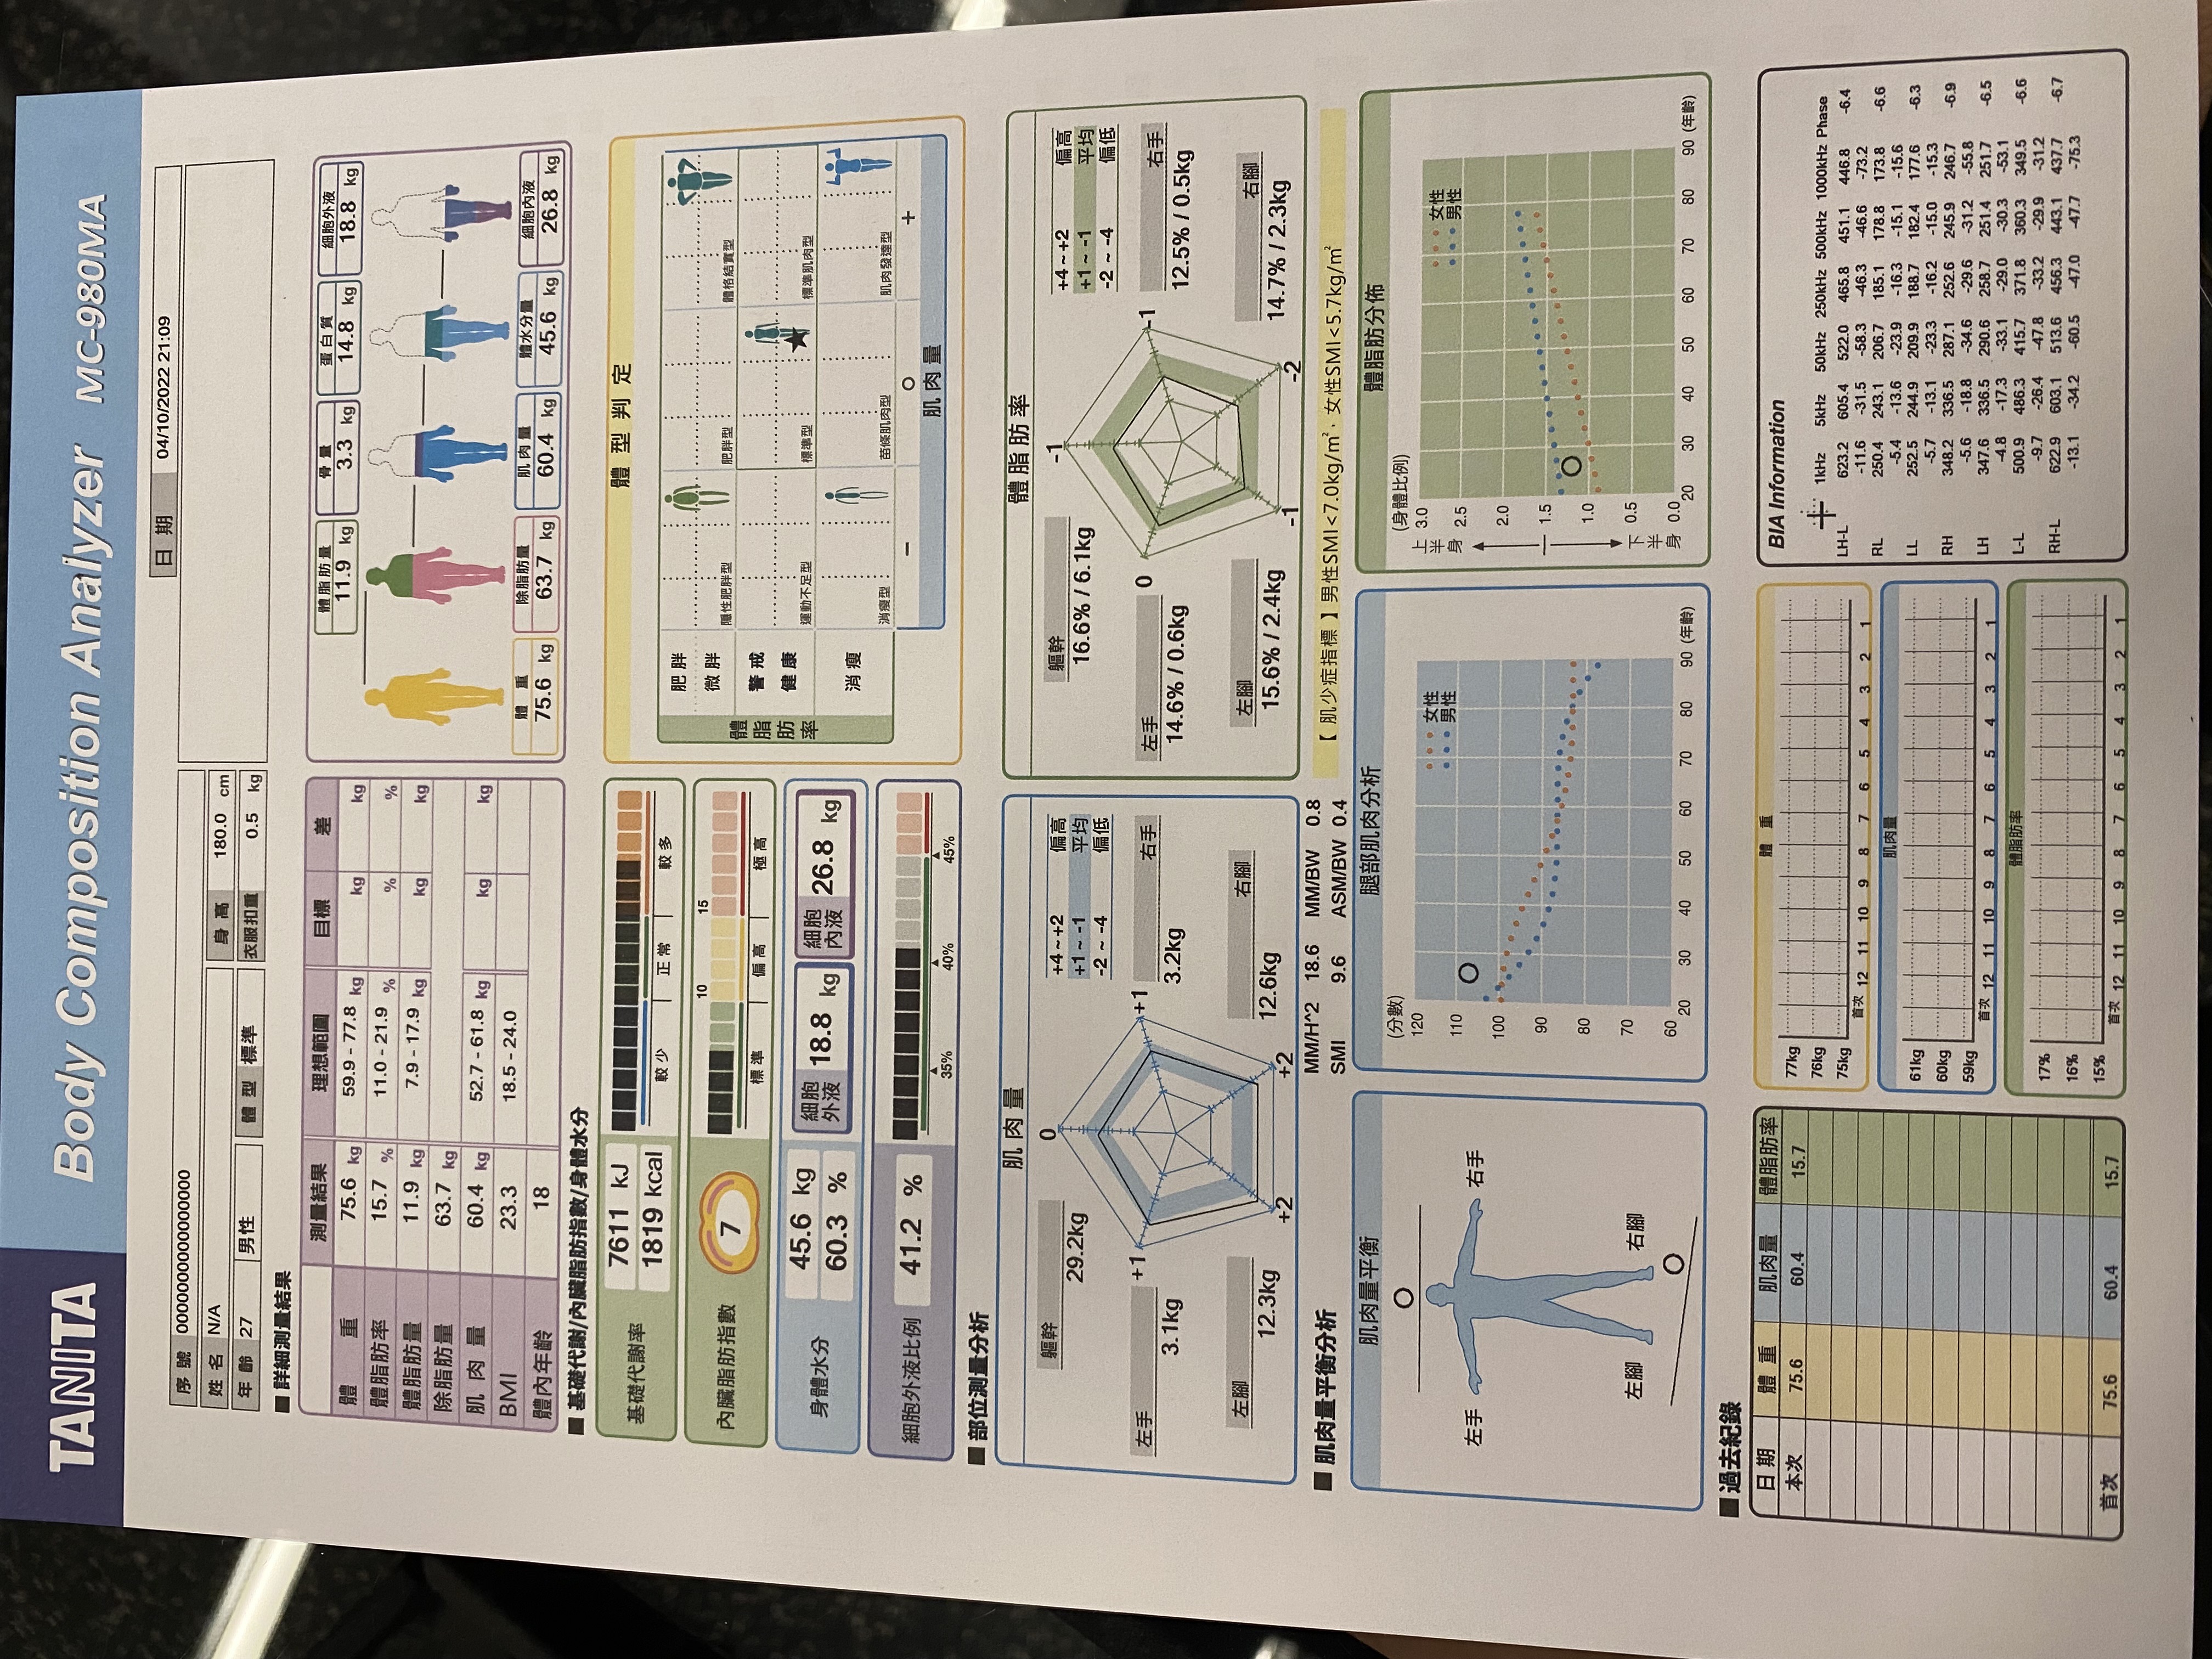 TANITA
Body Composition Analyzer MC-980MA
日期 04/10/2022 21:09
序號 0000000000000000
姓名 N/A
身高 180.0 cm
年齡 27 男性 體型 標準
衣服扣重 0.5 kg
■ 詳細測量結果
測量結果 理想範圍 目標 差
體重 75.6 kg 59.9 - 77.8 kg kg kg
體脂肪率 15.7 % 11.0 - 21.9 % % %
體脂肪量 11.9 kg 7.9 - 17.9 kg kg kg
除脂肪量 63.7 kg
肌肉量 60.4 kg 52.7 - 61.8 kg kg kg
BMI 23.3 18.5 - 24.0
體內年齡 18
體脂肪量 11.9 kg
骨量 3.3 kg
蛋白質 14.8 kg
細胞外液 18.8 kg
體重 75.6 kg
除脂肪量 63.7 kg
肌肉量 60.4 kg
體水分量 45.6 kg
細胞內液 26.8 kg
■ 基礎代謝/內臟脂肪指數/身體水分
基礎代謝率 7611 kJ
1819 kcal
較少 正常 較多
內臟脂肪指數 7
10 15
標準 偏高 極高
身體水分 45.6 kg
60.3 %
細胞外液 18.8 kg
細胞內液 26.8 kg
細胞外液比例 41.2 %
35% 40% 45%
體型判定
體脂肪率
肥胖
微胖
隱性肥胖型 肥胖型 體格結實型
警戒
健康
運動不足型 標準型 標準肌肉型
消瘦
消瘦型 苗條肌肉型 肌肉發達型
− ○ +
肌肉量
■ 部位測量分析
肌肉量
軀幹 29.2kg
0
+4~+2 偏高
+1~-1 平均
-2~-4 偏低
左手 3.1kg
+1
+1
右手 3.2kg
左腳 12.3kg
+2
+2
右腳 12.6kg
體脂肪率
軀幹 16.6% / 6.1kg
-1
+4~+2 偏高
+1~-1 平均
-2~-4 偏低
左手 14.6% / 0.6kg
0
-1
右手 12.5% / 0.5kg
左腳 15.6% / 2.4kg
-1
-2
右腳 14.7% / 2.3kg
■ 肌肉量平衡分析
MM/H^2 18.6 MM/BW 0.8
SMI 9.6 ASM/BW 0.4
【 肌少症指標 】男性SMI<7.0kg/㎡, 女性SMI<5.7kg/㎡
肌肉量平衡
左手 右手
左腳 右腳
腿部肌肉分析
(分數)
女性
男性
120
110
100
90
80
70
60
20 30 40 50 60 70 80 90 (年齡)
體脂肪分佈
(身體比例)
上半身
下半身
女性
男性
3.0
2.5
2.0
1.5
1.0
0.5
0.0
20 30 40 50 60 70 80 90 (年齡)
■ 過去紀錄
日期 體重 肌肉量 體脂肪率
本次 75.6 60.4 15.7
首次 75.6 60.4 15.7
體重
77kg
76kg
75kg
首次 12 11 10 9 8 7 6 5 4 3 2 1
肌肉量
61kg
60kg
59kg
首次 12 11 10 9 8 7 6 5 4 3 2 1
體脂肪率
17%
16%
15%
首次 12 11 10 9 8 7 6 5 4 3 2 1
BIA Information
1kHz 5kHz 50kHz 250kHz 500kHz 1000kHz Phase
LH-L 623.2 605.4 522.0 465.8 451.1 446.8 -6.4
-11.6 -31.5 -58.3 -46.3 -46.6 -73.2
RL 250.4 243.1 206.7 185.1 178.8 173.8 -6.6
-5.4 -13.6 -23.9 -16.3 -15.1 -15.6
LL 252.5 244.9 209.9 188.7 182.4 177.6 -6.3
-5.7 -13.1 -23.3 -16.2 -15.0 -15.3
RH 348.2 336.5 287.1 252.6 245.9 246.7 -6.9
-5.6 -18.8 -34.6 -29.6 -31.2 -55.8
LH 347.6 336.5 290.6 258.7 251.4 251.7 -6.5
-4.8 -17.3 -33.1 -29.0 -30.3 -53.1
L-L 500.9 486.3 415.7 371.8 360.3 349.5 -6.6
-9.7 -26.4 -47.8 -33.2 -29.9 -31.2
RH-L 622.9 603.1 513.6 456.3 443.1 437.7 -6.7
-13.1 -34.2 -60.5 -47.0 -47.7 -75.3